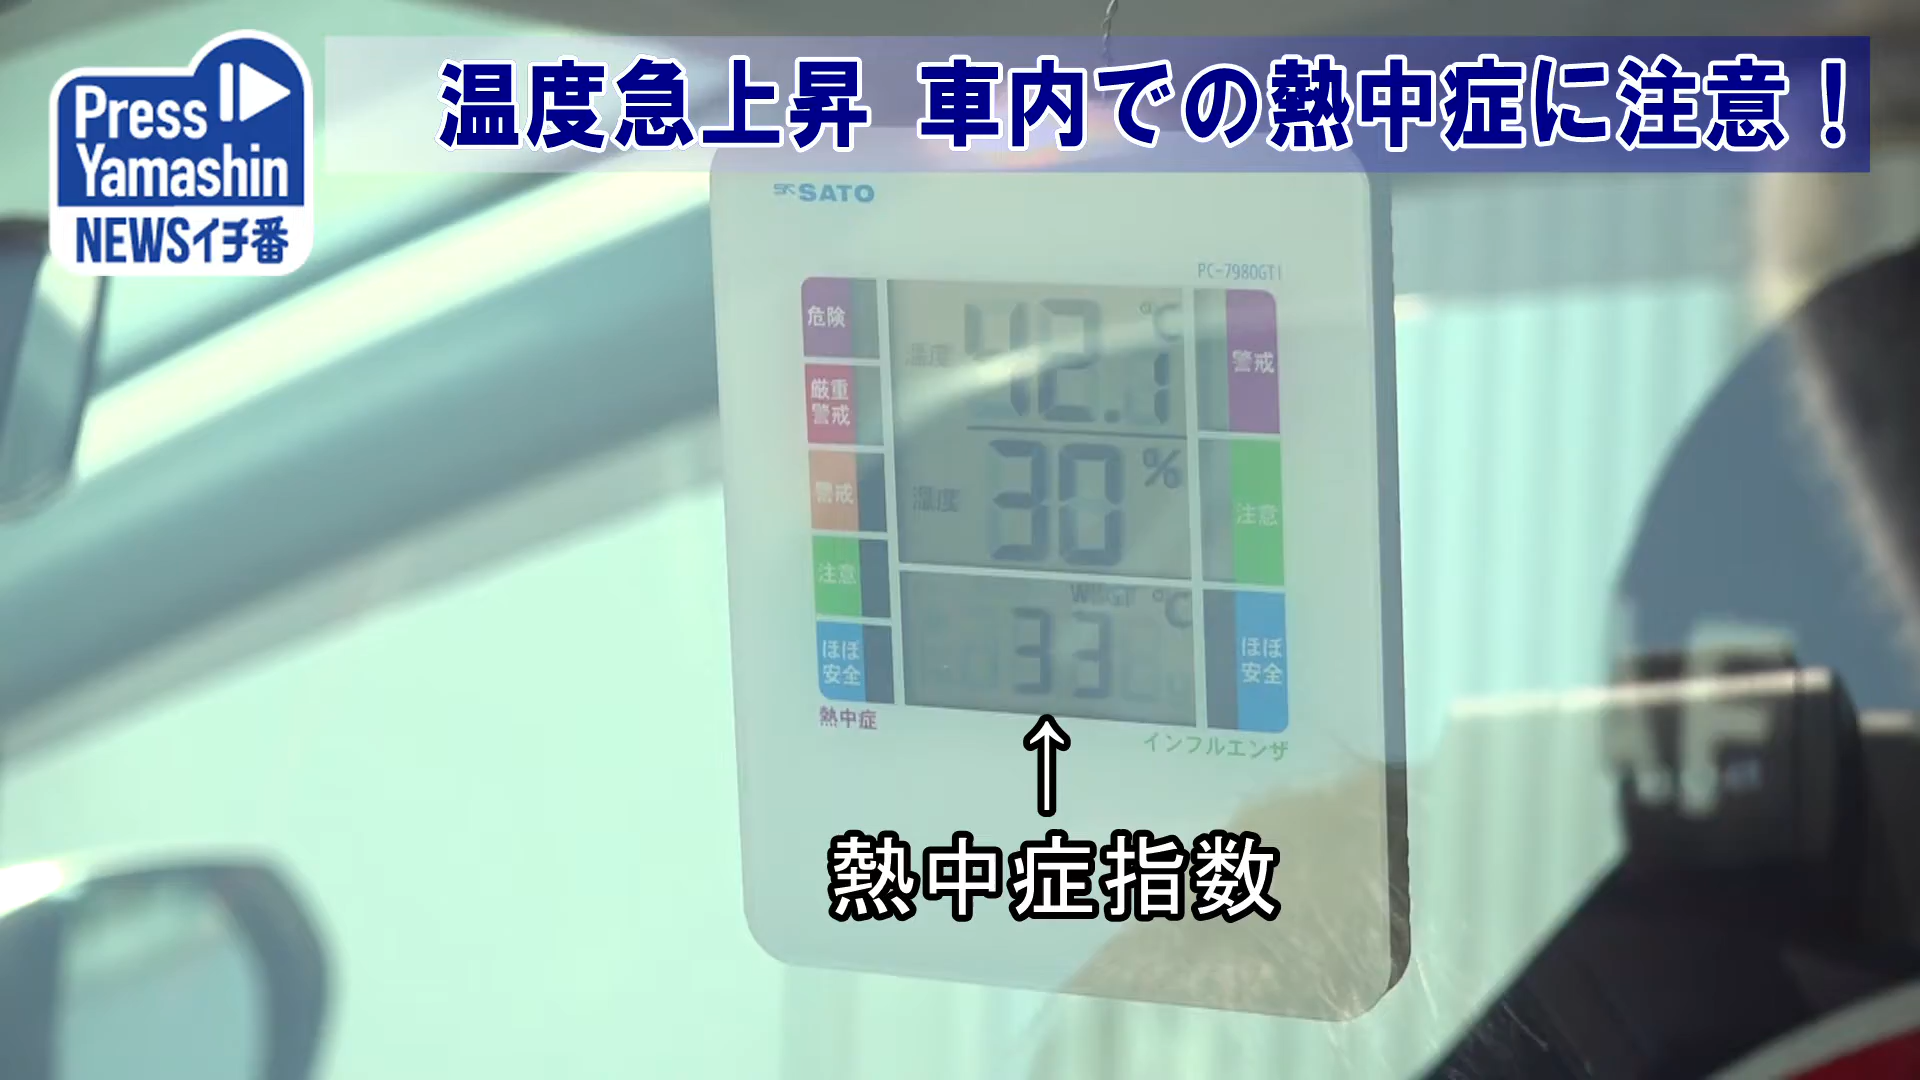 Press
Yamashin
NEWSイチ番
温度急上昇 車内での熱中症に注意！
SK SATO
PC-7980GTI
危険
厳重
警戒
警戒
注意
ほぼ
安全
熱中症
温度 42.1 ℃
湿度 30 %
WBGT ℃
33
警戒
注意
ほぼ
安全
インフルエンザ
↑
熱中症指数